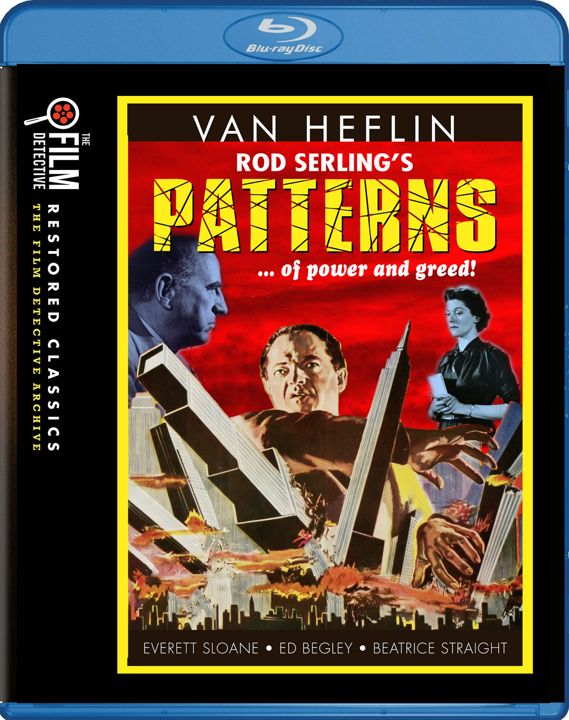 Blu-ray Disc
THE
FILM
DETECTIVE
RESTORED CLASSICS
THE FILM DETECTIVE ARCHIVE
VAN HEFLIN
ROD SERLING'S
PATTERNS
... of power and greed!
EVERETT SLOANE • ED BEGLEY • BEATRICE STRAIGHT